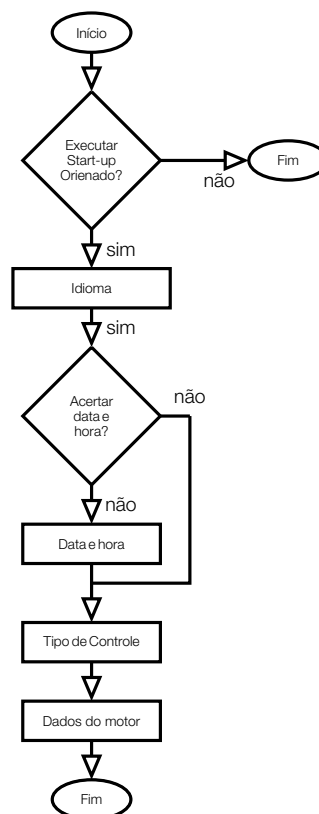 Início
Executar
Start-up
Orienado?
não
Fim
sim
Idioma
sim
Acertar
data e
hora?
não
não
Data e hora
Tipo de Controle
Dados do motor
Fim